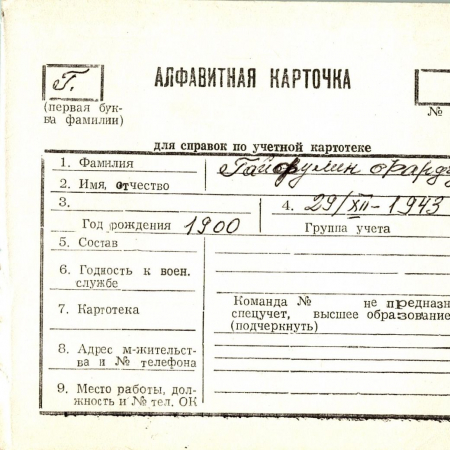 Г.
АЛФАВИТНАЯ КАРТОЧКА
(первая бук-
ва фамилии)
№
для справок по учетной картотеке
1. Фамилия
2. Имя, отчество
3.
Год рождения 1900
4. 29/XII-1943
Группа учета
5. Состав
6. Годность к воен.
службе
7. Картотека
Команда № не предназн
спецучет, высшее образование
(подчеркнуть)
8. Адрес м-жительст-
ва и № телефона
9. Место работы, дол-
жность и № тел. ОК